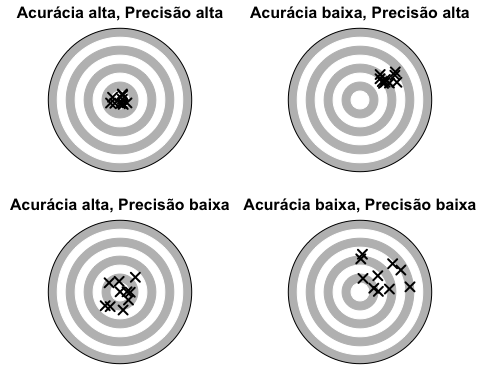 Acurácia alta, Precisão alta
Acurácia baixa, Precisão alta
Acurácia alta, Precisão baixa
Acurácia baixa, Precisão baixa